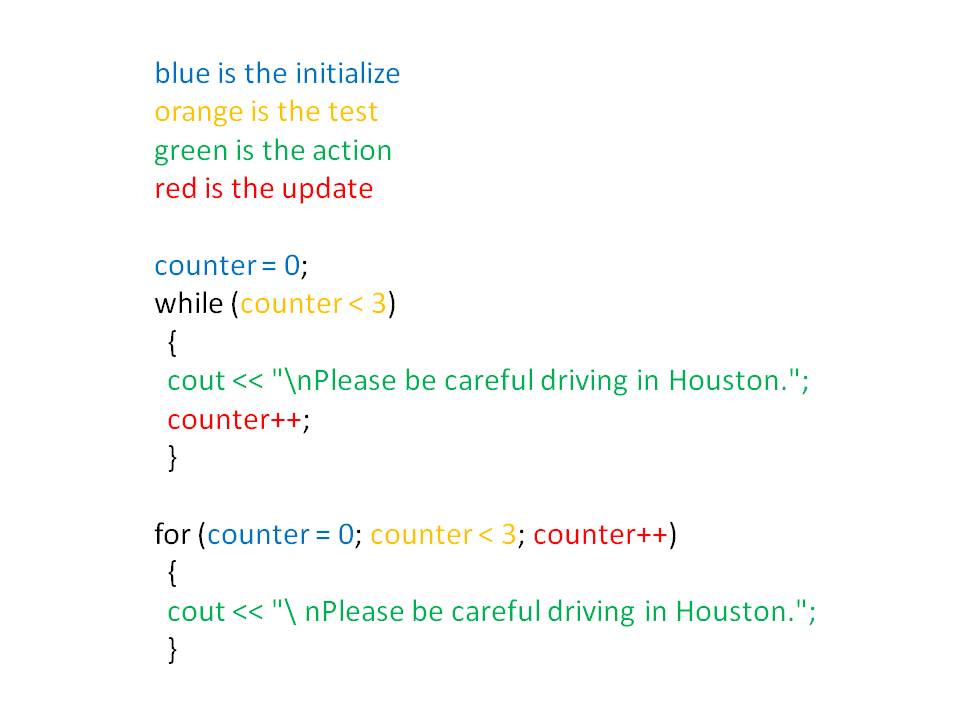 blue is the initialize
orange is the test
green is the action
red is the update
counter = 0;
while (counter < 3)
{
cout << "\nPlease be careful driving in Houston.";
counter++;
}
for (counter = 0; counter < 3; counter++)
{
cout << "\ nPlease be careful driving in Houston.";
}